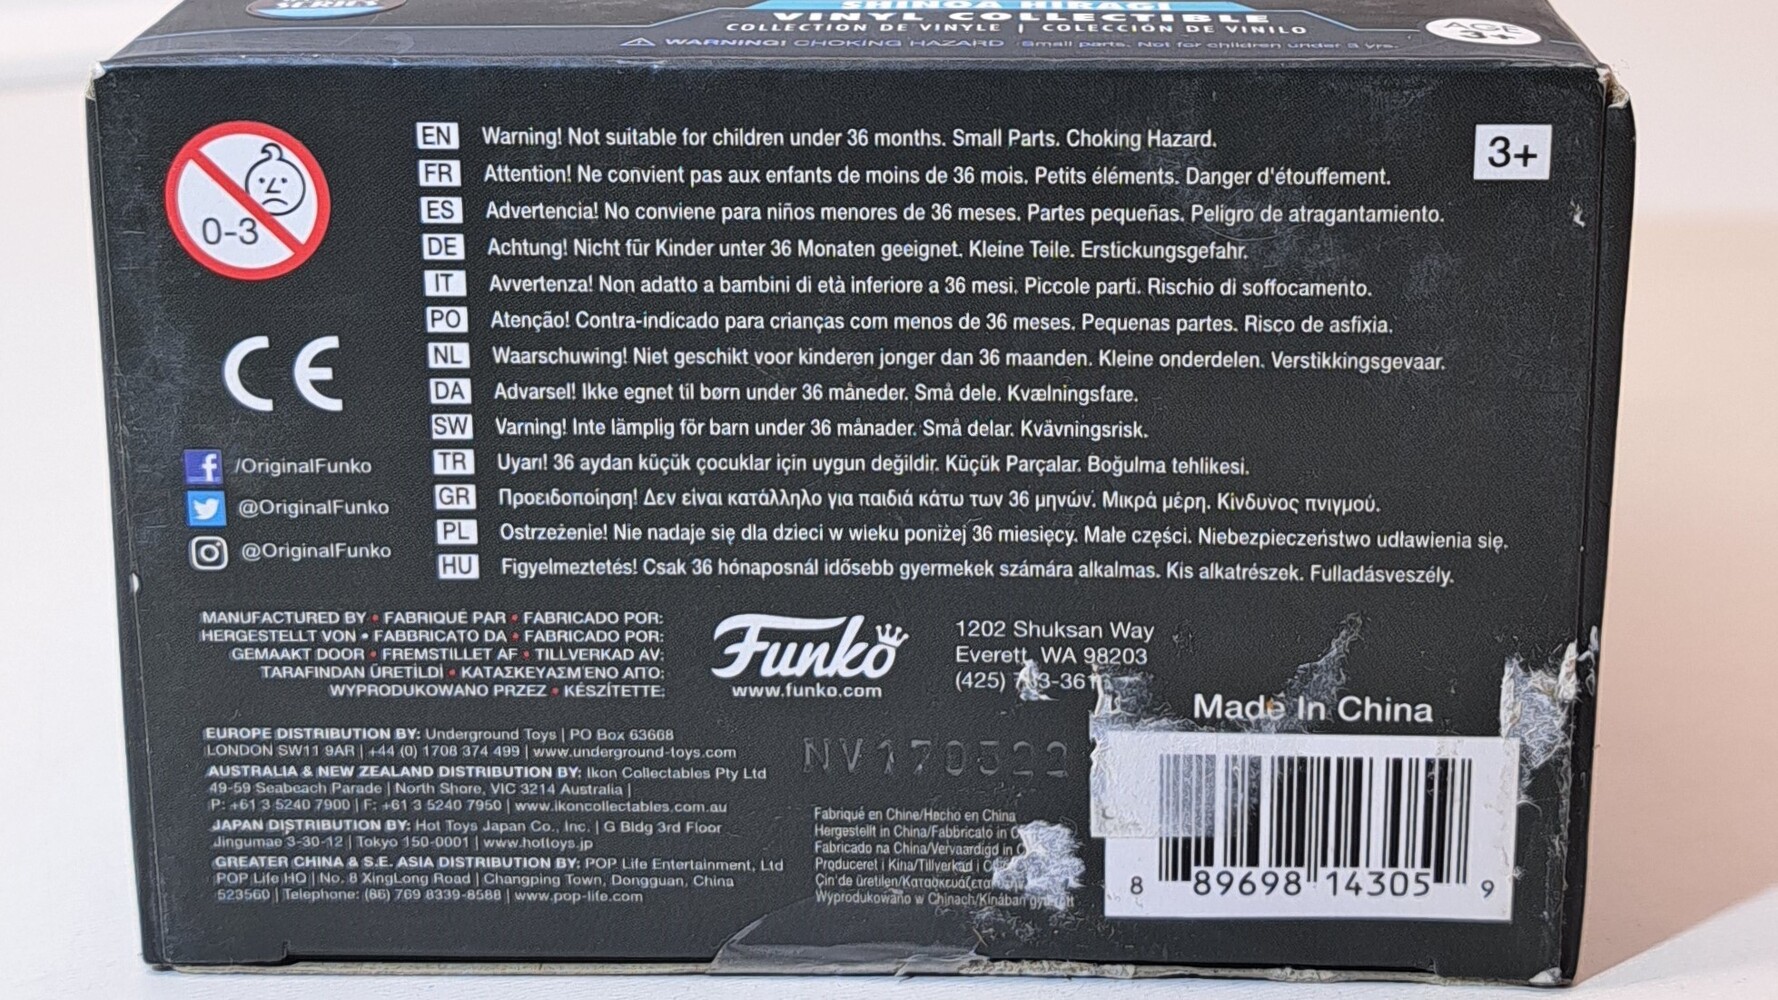 SERIES
SHINOA HIRAGI
VINYL COLLECTIBLE
COLLECTION DE VINYLE | COLECCIÓN DE VINILO
WARNING! CHOKING HAZARD Small parts. Not for children under 3 yrs.
AGE
3+
0-3
3+
EN Warning! Not suitable for children under 36 months. Small Parts. Choking Hazard.
FR Attention! Ne convient pas aux enfants de moins de 36 mois. Petits éléments. Danger d'étouffement.
ES Advertencia! No conviene para niños menores de 36 meses. Partes pequeñas. Peligro de atragantamiento.
DE Achtung! Nicht für Kinder unter 36 Monaten geeignet. Kleine Teile. Erstickungsgefahr.
IT Avvertenza! Non adatto a bambini di età inferiore a 36 mesi. Piccole parti. Rischio di soffocamento.
PO Atenção! Contra-indicado para crianças com menos de 36 meses. Pequenas partes. Risco de asfixia.
NL Waarschuwing! Niet geschikt voor kinderen jonger dan 36 maanden. Kleine onderdelen. Verstikkingsgevaar.
DA Advarsel! Ikke egnet til børn under 36 måneder. Små dele. Kvælningsfare.
SW Varning! Inte lämplig för barn under 36 månader. Små delar. Kvävningsrisk.
TR Uyarı! 36 aydan küçük çocuklar için uygun değildir. Küçük Parçalar. Boğulma tehlikesi.
GR Προειδοποίηση! Δεν είναι κατάλληλο για παιδιά κάτω των 36 μηνών. Μικρά μέρη. Κίνδυνος πνιγμού.
PL Ostrzeżenie! Nie nadaje się dla dzieci w wieku poniżej 36 miesięcy. Małe części. Niebezpieczeństwo udławienia się.
HU Figyelmeztetés! Csak 36 hónaposnál idősebb gyermekek számára alkalmas. Kis alkatrészek. Fulladásveszély.
CE
/OriginalFunko
@OriginalFunko
@OriginalFunko
MANUFACTURED BY • FABRIQUÉ PAR • FABRICADO POR:
HERGESTELLT VON • FABBRICATO DA • FABRICADO POR:
GEMAAKT DOOR • FREMSTILLET AF • TILLVERKAD AV:
TARAFINDAN ÜRETİLDİ • ΚΑΤΑΣΚΕΥΑΣΜΈΝΟ ΑΠΌ:
WYPRODUKOWANO PRZEZ • KÉSZÍTETTE:
Funko
www.funko.com
1202 Shuksan Way
Everett, WA 98203
(425)
EUROPE DISTRIBUTION BY: Underground Toys | PO Box 63668
LONDON SW11 9AR | +44 (0) 1708 374 499 | www.underground-toys.com
AUSTRALIA & NEW ZEALAND DISTRIBUTION BY: Ikon Collectables Pty Ltd
49-59 Seabeach Parade | North Shore, VIC 3214 Australia |
P: +61 3 5240 7900 | F: +61 3 5240 7950 | www.ikoncollectables.com.au
JAPAN DISTRIBUTION BY: Hot Toys Japan Co., Inc. | G Bldg 3rd Floor
Jingumae 3-30-12 | Tokyo 150-0001 | www.hottoys.jp
GREATER CHINA & S.E. ASIA DISTRIBUTION BY: POP Life Entertainment, Ltd
POP Life HQ | No. 8 XingLong Road | Changping Town, Dongguan, China
523560 | Telephone: (86) 769 8339-8588 | www.pop-life.com
NV170522
Fabriqué en Chine/Hecho en China
Hergestellt in China/Fabbricato in
Fabricado na China/Vervaardigd in
Produceret i Kina/Tillverkad i
Çin'de üretilen/
Wyprodukowano w Chinach/Kínában
Made In China
8 89698 14305 9